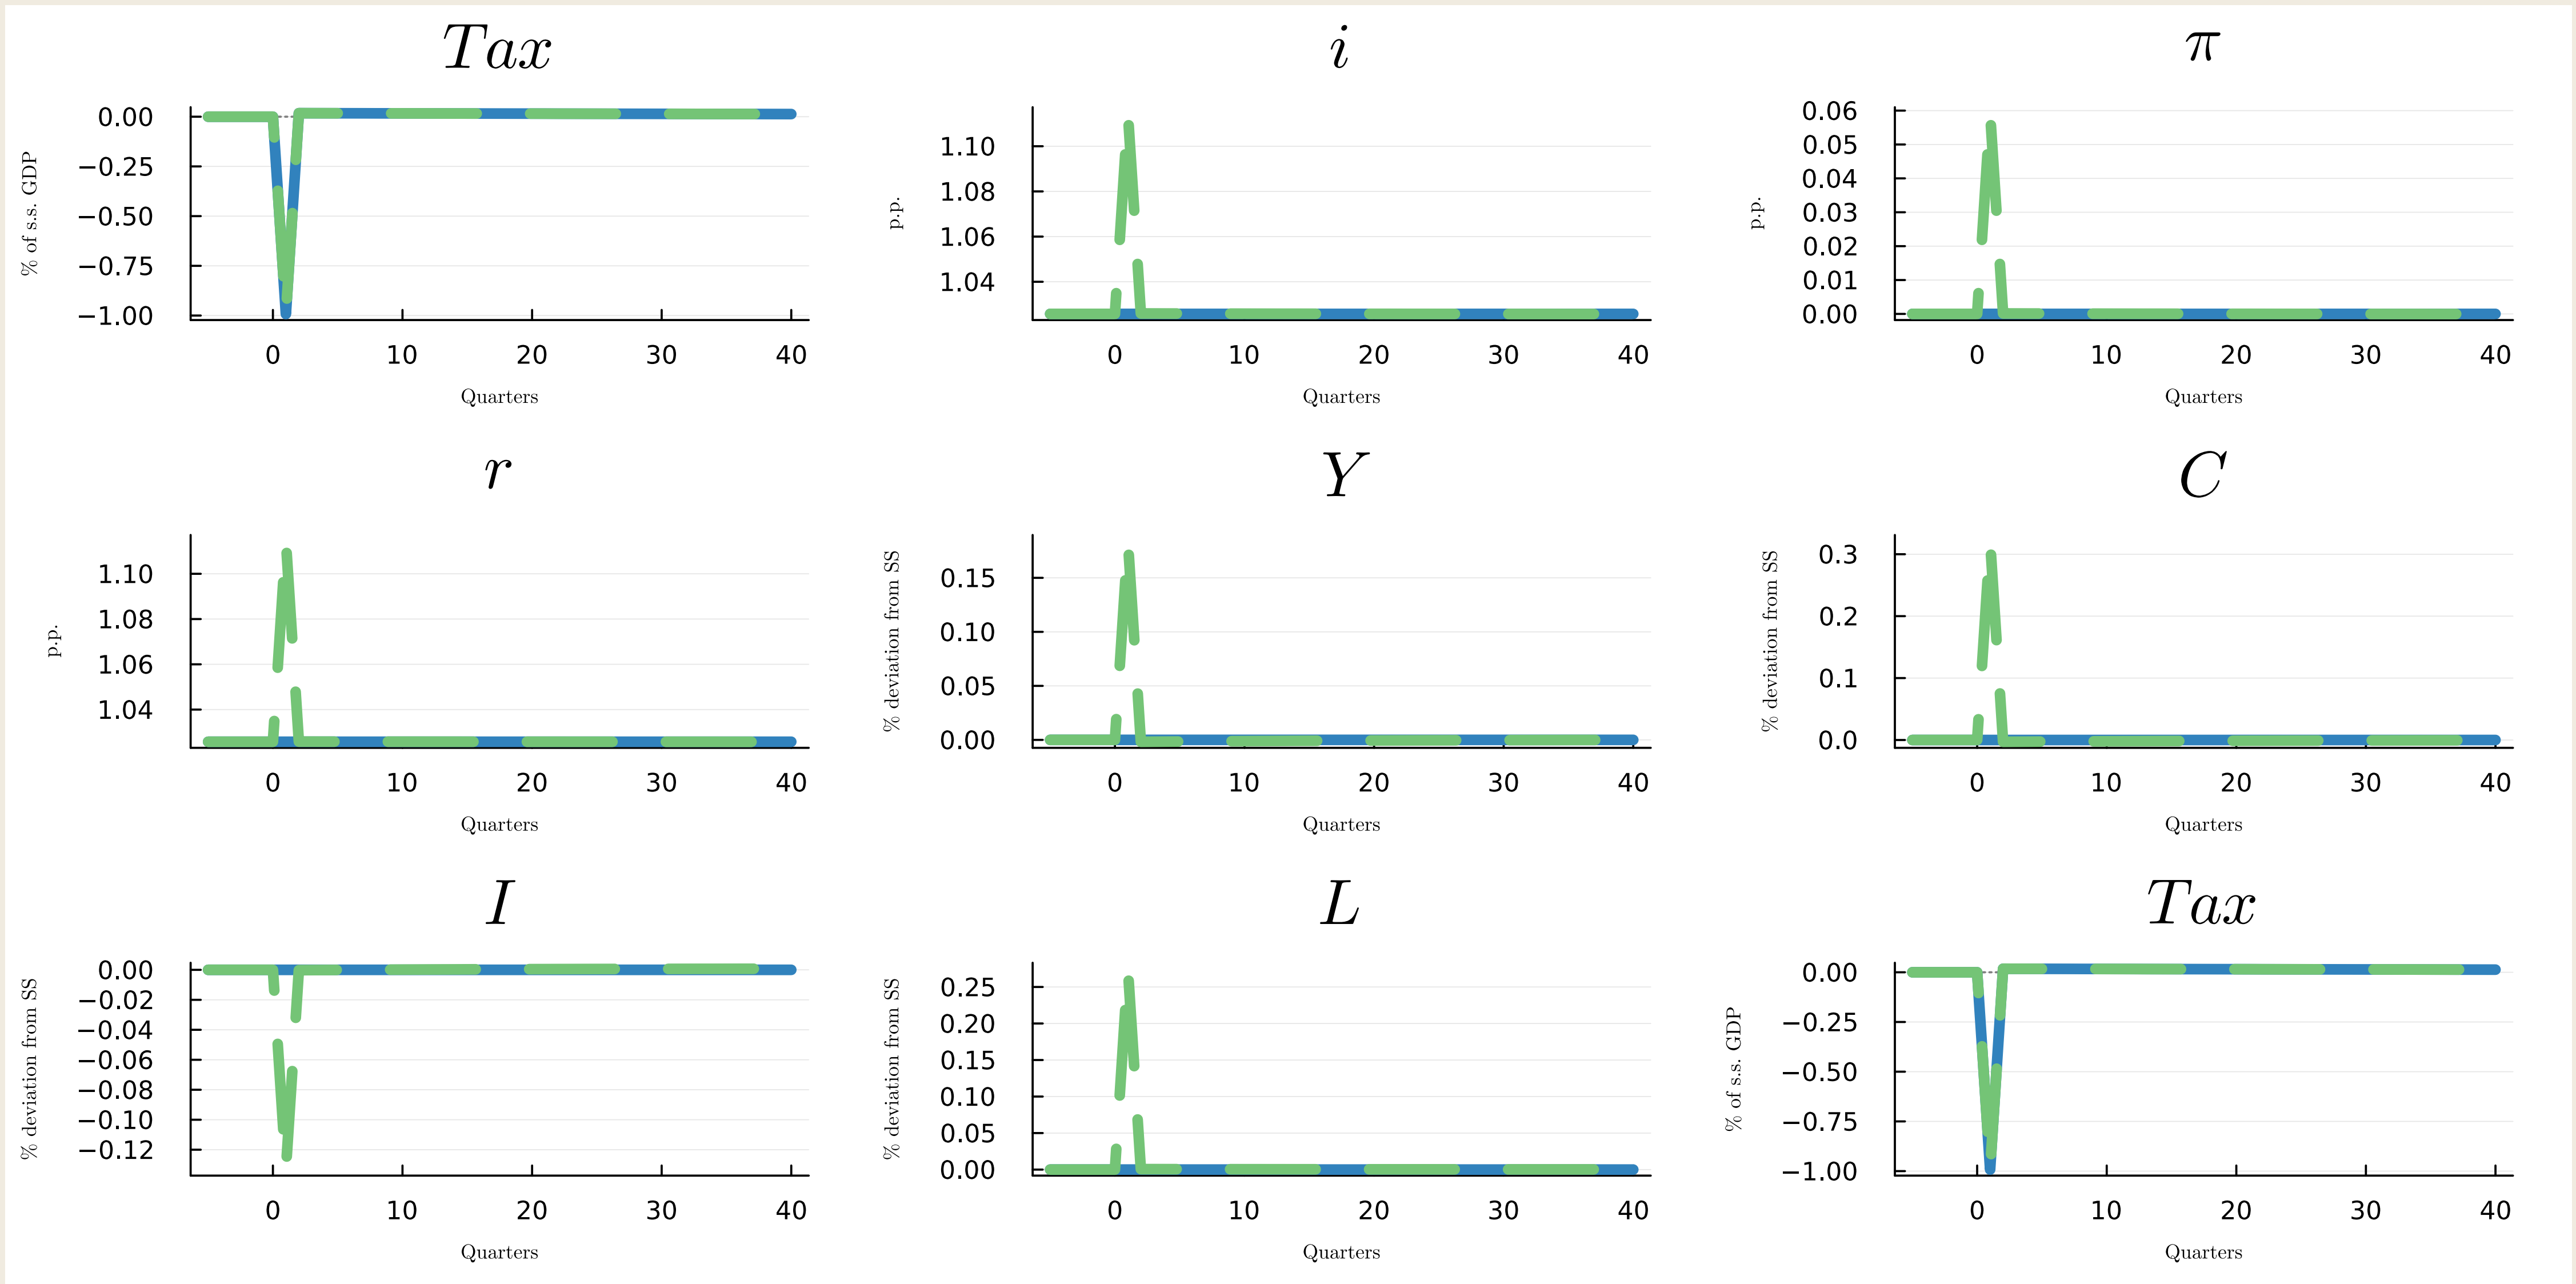 Tax
% of s.s. GDP
0.00
−0.25
−0.50
−0.75
−1.00
0 10 20 30 40
Quarters
i
p.p.
1.10
1.08
1.06
1.04
0 10 20 30 40
Quarters
π
p.p.
0.06
0.05
0.04
0.03
0.02
0.01
0.00
0 10 20 30 40
Quarters
r
p.p.
1.10
1.08
1.06
1.04
0 10 20 30 40
Quarters
Y
% deviation from SS
0.15
0.10
0.05
0.00
0 10 20 30 40
Quarters
C
% deviation from SS
0.3
0.2
0.1
0.0
0 10 20 30 40
Quarters
I
% deviation from SS
0.00
−0.02
−0.04
−0.06
−0.08
−0.10
−0.12
0 10 20 30 40
Quarters
L
% deviation from SS
0.25
0.20
0.15
0.10
0.05
0.00
0 10 20 30 40
Quarters
Tax
% of s.s. GDP
0.00
−0.25
−0.50
−0.75
−1.00
0 10 20 30 40
Quarters